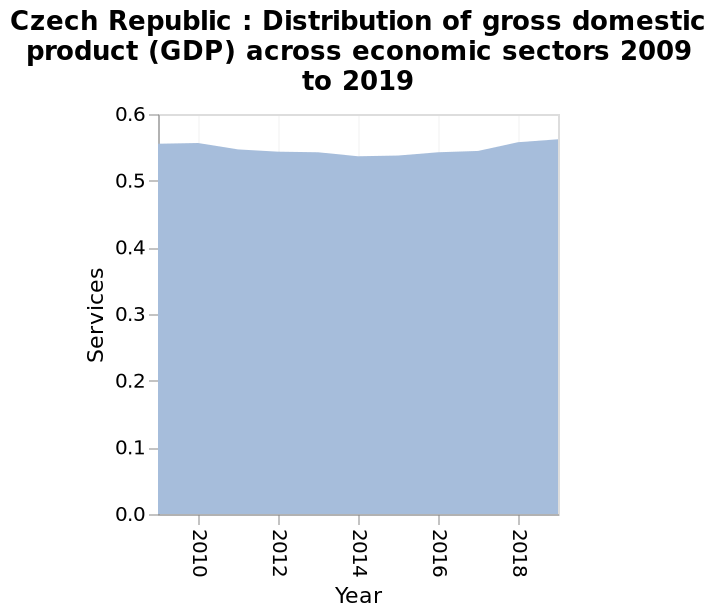 Czech Republic : Distribution of gross domestic
product (GDP) across economic sectors 2009
to 2019
0.6
0.5
0.4
0.3
0.2
0.1
0.0
Services
2010
2012
2014
2016
2018
Year